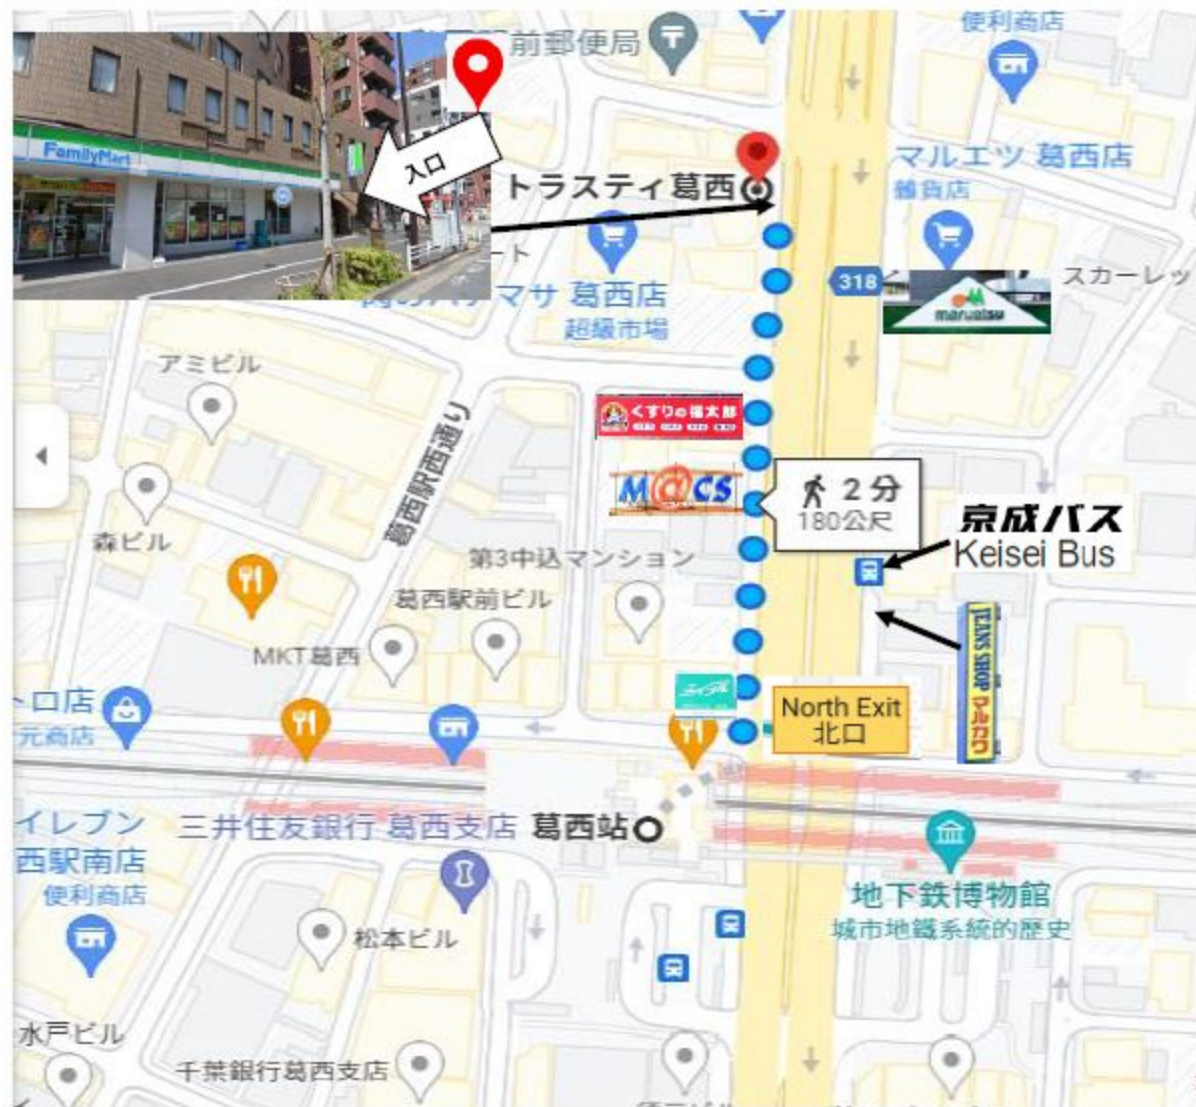 便利商店
前郵便局
FamilyMart
入口
トラスティ葛西
マルエツ 葛西店
雜貨店
ート
マサ 葛西店
超級市場
318
スカーレッ
maruetsu
アミビル
くすりの福太郎
葛西駅西通り
M@CS
2 分
180公尺
京成バス
Keisei Bus
森ビル
第3中込マンション
葛西駅前ビル
MKT葛西
JEANS SHOP マルカワ
エイブル
North Exit
北口
ト口店
元商店
イレブン
西駅南店
便利商店
三井住友銀行 葛西支店
葛西站
地下鉄博物館
城市地鐵系統的歷史
松本ビル
水戸ビル
千葉銀行葛西支店